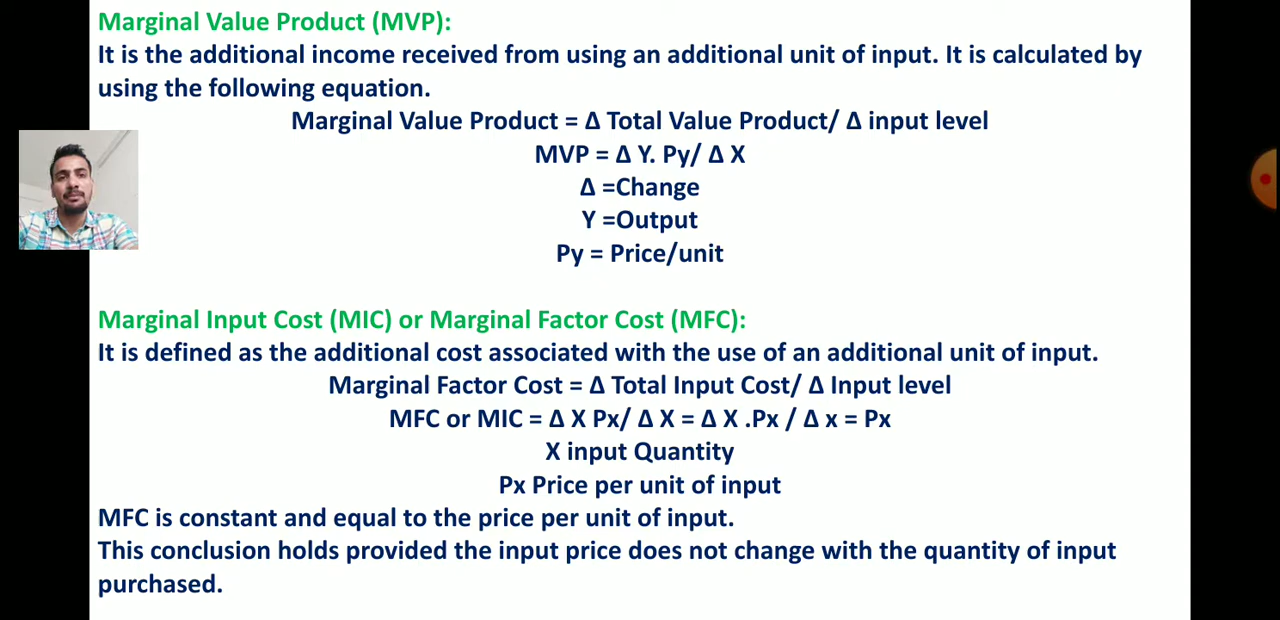 Marginal Value Product (MVP):
It is the additional income received from using an additional unit of input. It is calculated by
using the following equation.
Marginal Value Product = Δ Total Value Product/ Δ input level
MVP = Δ Y. Py/ Δ X
Δ =Change
Y =Output
Py = Price/unit
Marginal Input Cost (MIC) or Marginal Factor Cost (MFC):
It is defined as the additional cost associated with the use of an additional unit of input.
Marginal Factor Cost = Δ Total Input Cost/ Δ Input level
MFC or MIC = Δ X Px/ Δ X = Δ X .Px / Δ x = Px
X input Quantity
Px Price per unit of input
MFC is constant and equal to the price per unit of input.
This conclusion holds provided the input price does not change with the quantity of input
purchased.